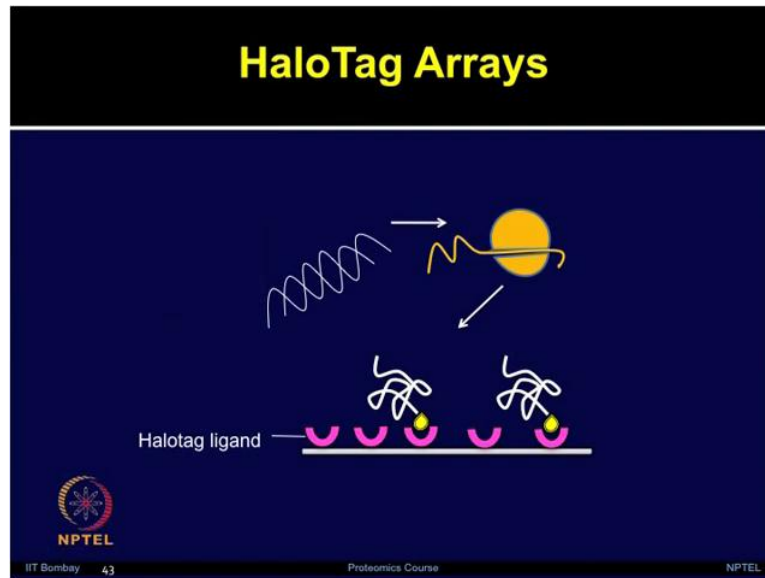 HaloTag Arrays
Halotag ligand
NPTEL
IIT Bombay 43 Proteomics Course NPTEL